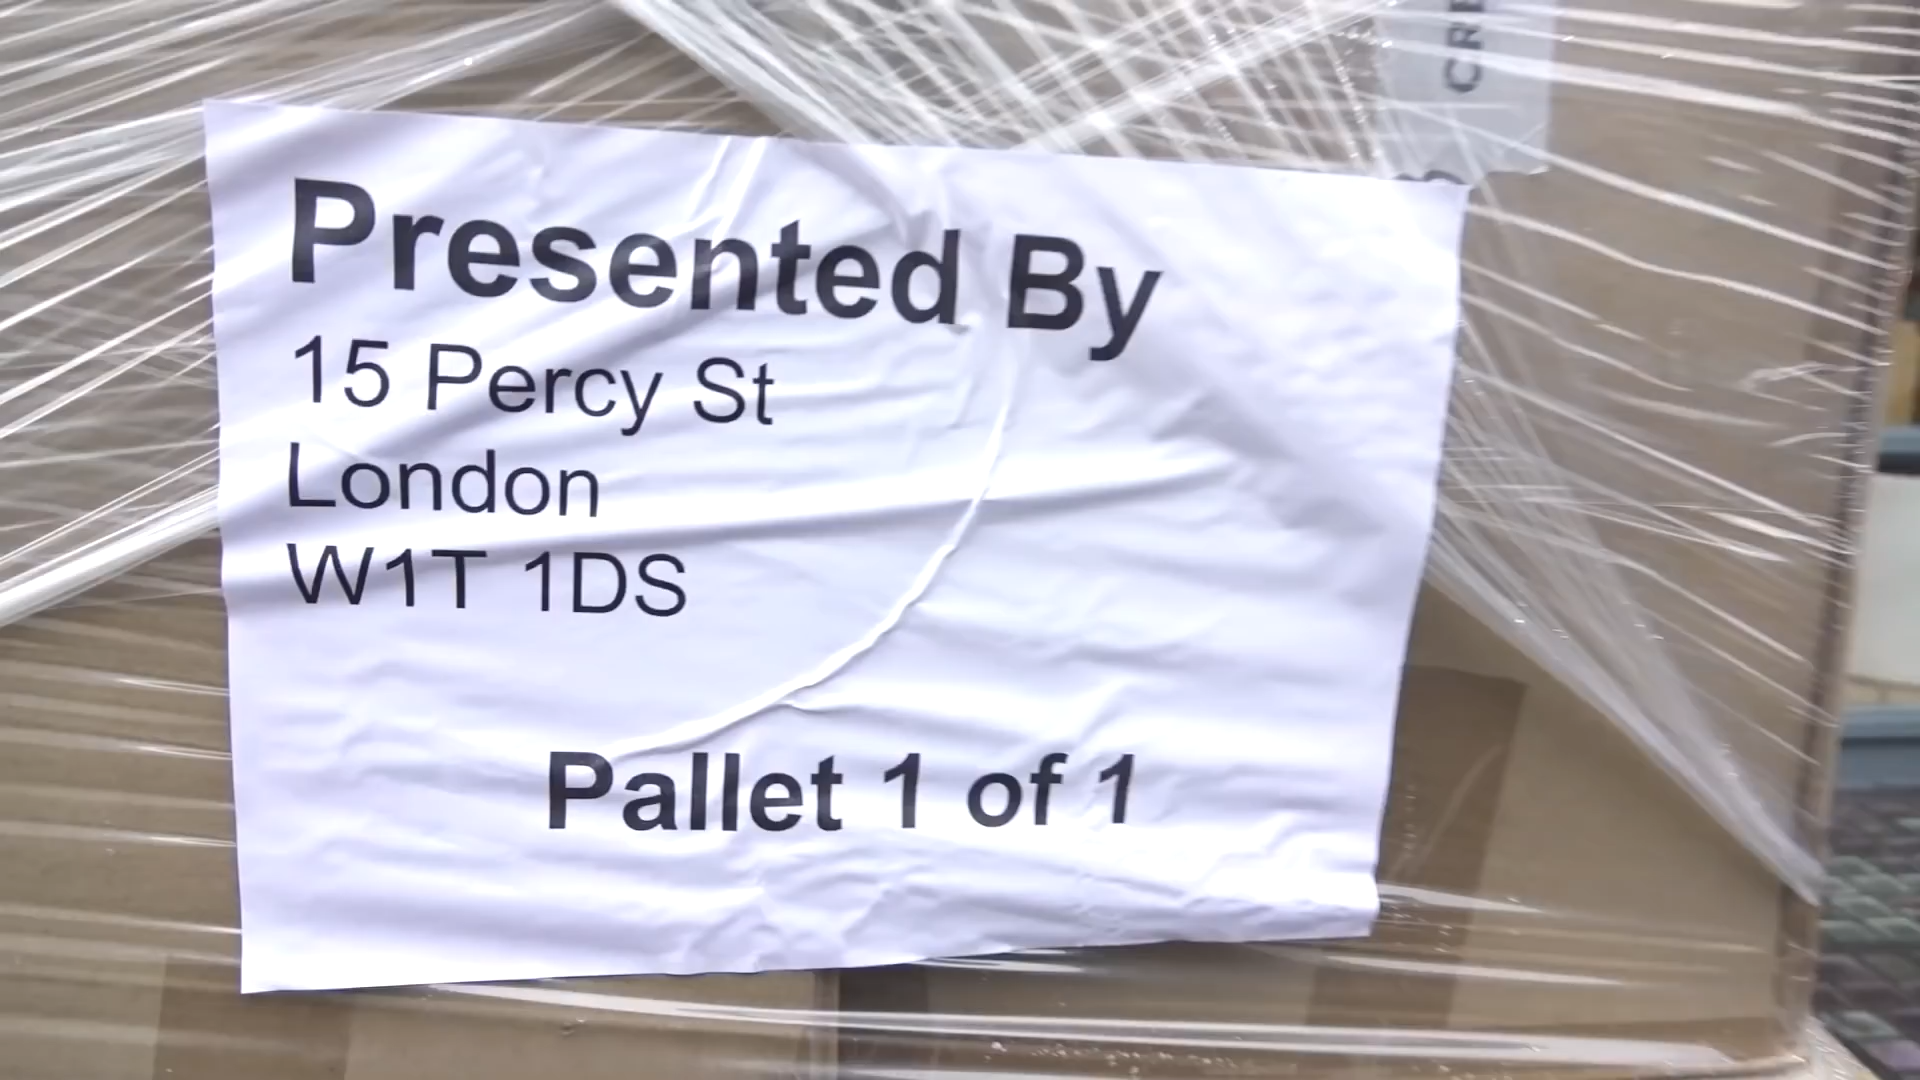 Presented By
15 Percy St
London
W1T 1DS
Pallet 1 of 1